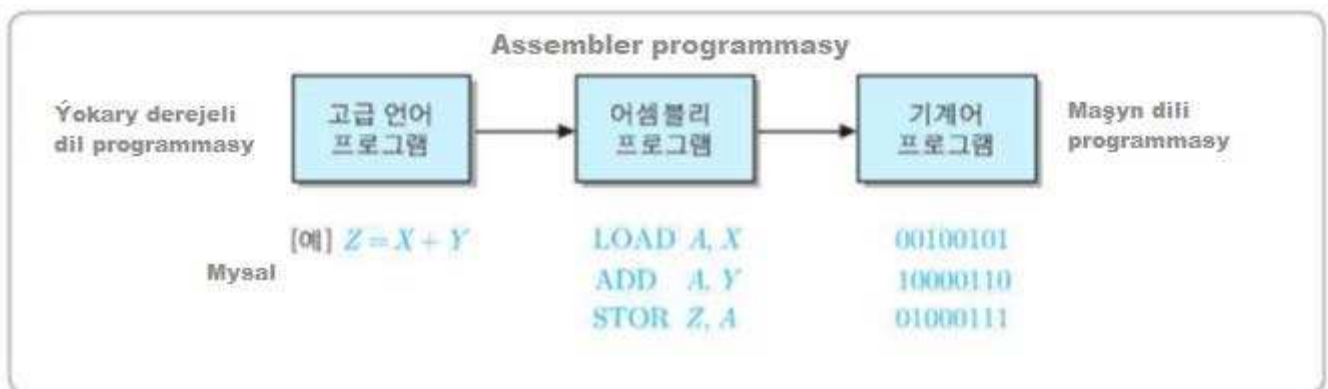 Assembler programmasy
Ýokary derejeli
dil programmasy
고급 언어
프로그램
어셈블리
프로그램
기계어
프로그램
Maşyn dili
programmasy
[예] Z = X + Y
Mysal
LOAD A, X
ADD A, Y
STOR Z, A
00100101
10000110
01000111